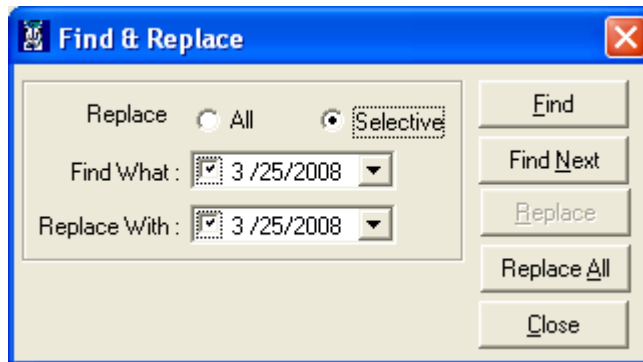 Find & Replace
Replace All Selective
Find What : 3 /25/2008
Replace With : 3 /25/2008
Find
Find Next
Replace
Replace All
Close